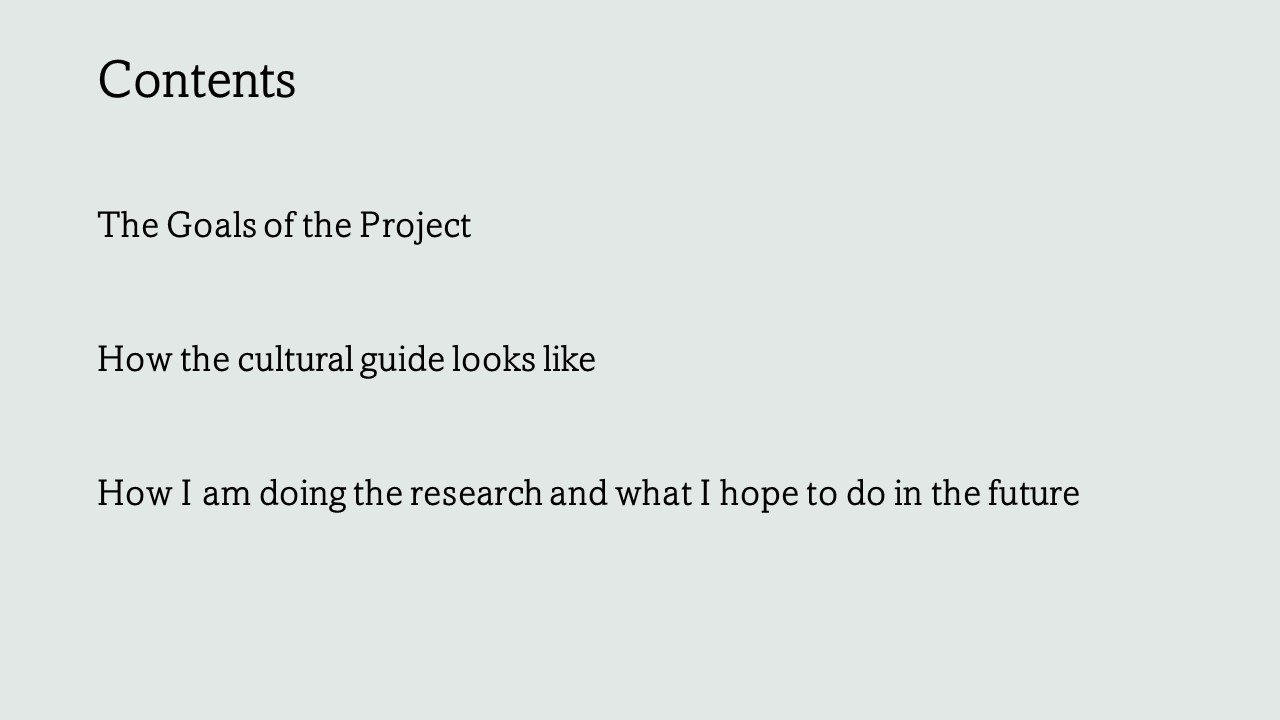 Contents
The Goals of the Project
How the cultural guide looks like
How I am doing the research and what I hope to do in the future